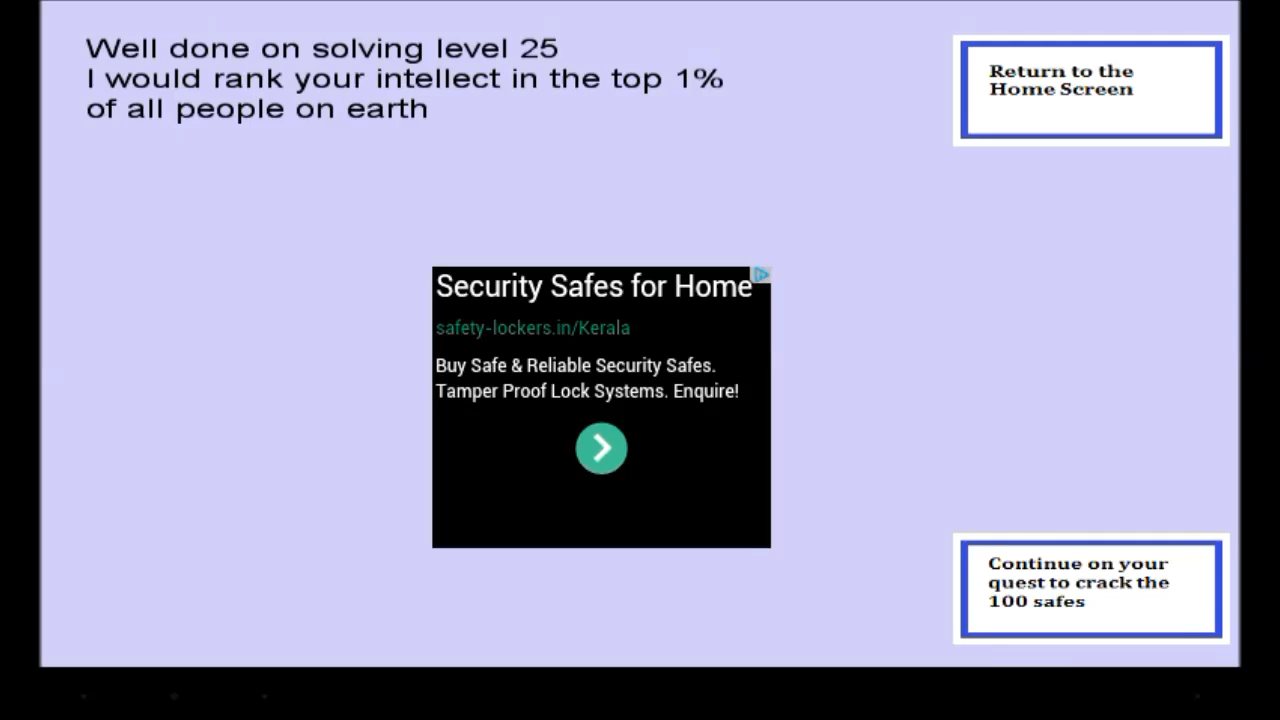 Well done on solving level 25
I would rank your intellect in the top 1%
of all people on earth
Return to the
Home Screen
Security Safes for Home
safety-lockers.in/Kerala
Buy Safe & Reliable Security Safes.
Tamper Proof Lock Systems. Enquire!
Continue on your
quest to crack the
100 safes